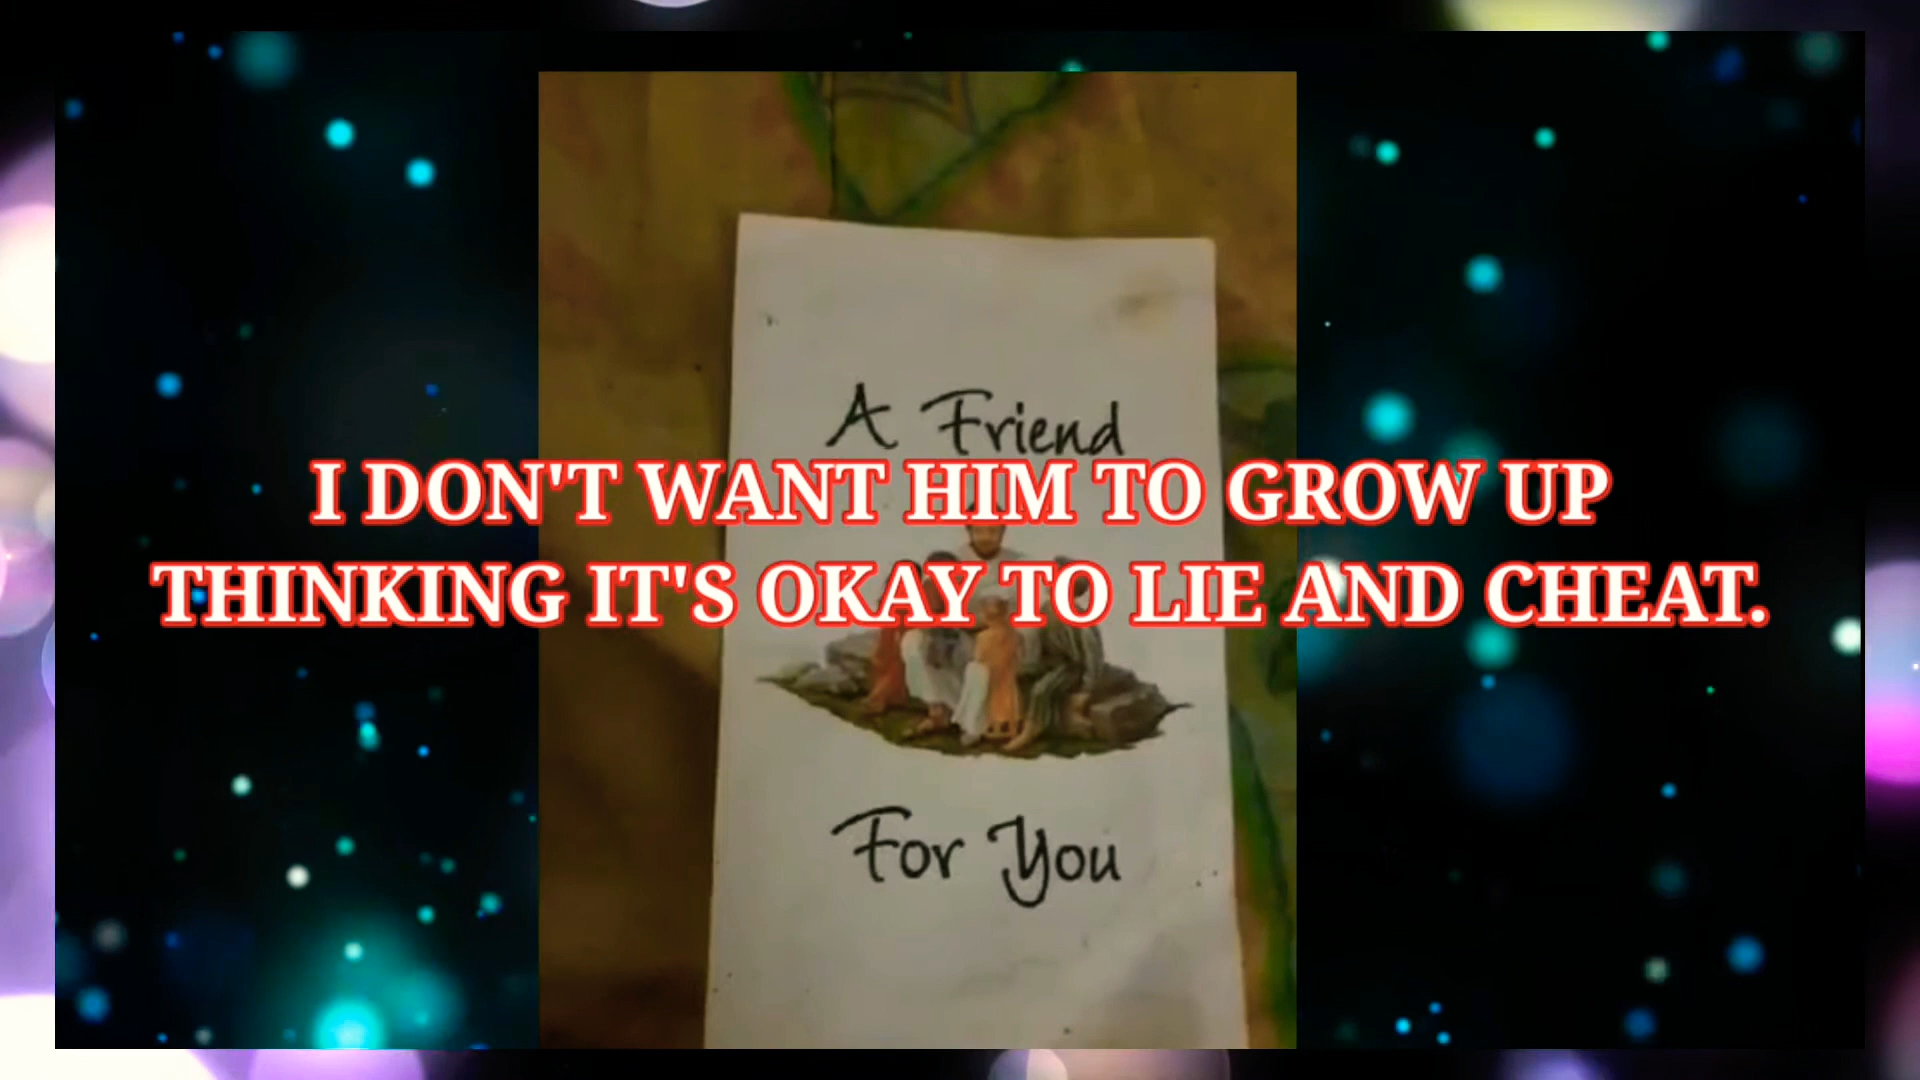 A Friend
I DON'T WANT HIM TO GROW UP
THINKING IT'S OKAY TO LIE AND CHEAT.
For You